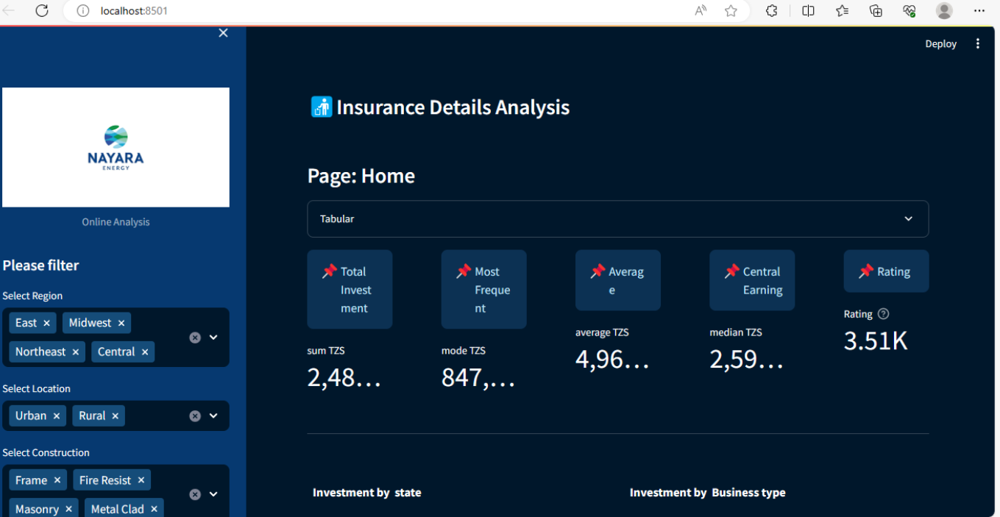 localhost:8501
Deploy
NAYARA
ENERGY
Online Analysis
Please filter
Select Region
East
Midwest
Northeast
Central
Select Location
Urban
Rural
Select Construction
Frame
Fire Resist
Masonry
Metal Clad
Insurance Details Analysis
Page: Home
Tabular
Total
Invest
ment
sum TZS
2,48…
Most
Freque
nt
mode TZS
847,…
Averag
e
average TZS
4,96…
Central
Earning
median TZS
2,59…
Rating
Rating
3.51K
Investment by state
Investment by Business type